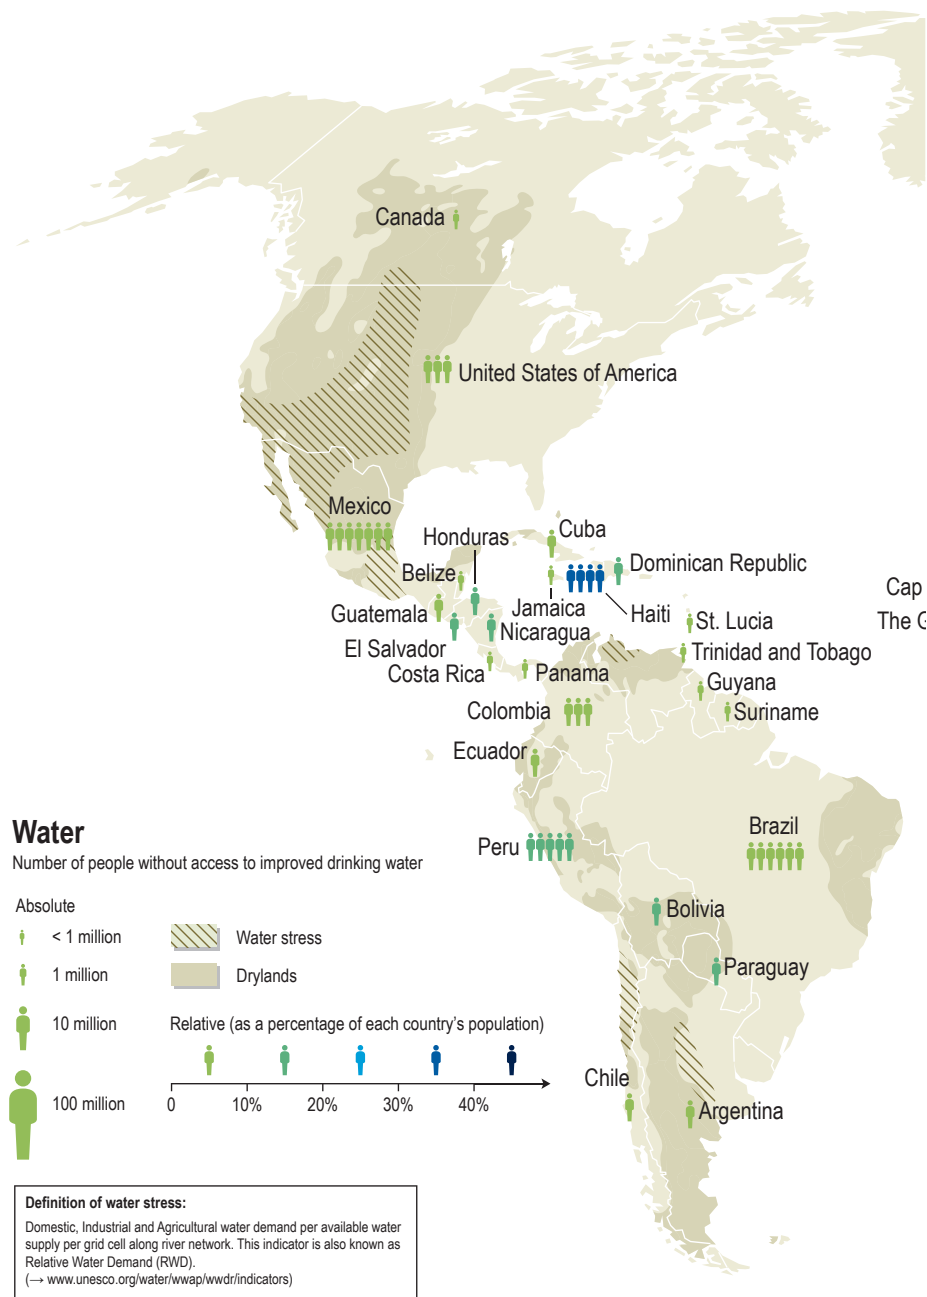 Canada
United States of America
Mexico
Honduras
Cuba
Belize
Dominican Republic
Cap
Guatemala
Jamaica
Haiti
The G
St. Lucia
El Salvador
Nicaragua
Costa Rica
Panama
Trinidad and Tobago
Guyana
Colombia
Suriname
Ecuador
Peru
Brazil
Bolivia
Paraguay
Chile
Argentina
Water
Number of people without access to improved drinking water
Absolute
< 1 million
1 million
10 million
100 million
Water stress
Drylands
Relative (as a percentage of each country's population)
0 10% 20% 30% 40%
Definition of water stress:
Domestic, Industrial and Agricultural water demand per available water
supply per grid cell along river network. This indicator is also known as
Relative Water Demand (RWD).
(→ www.unesco.org/water/wwap/wwdr/indicators)